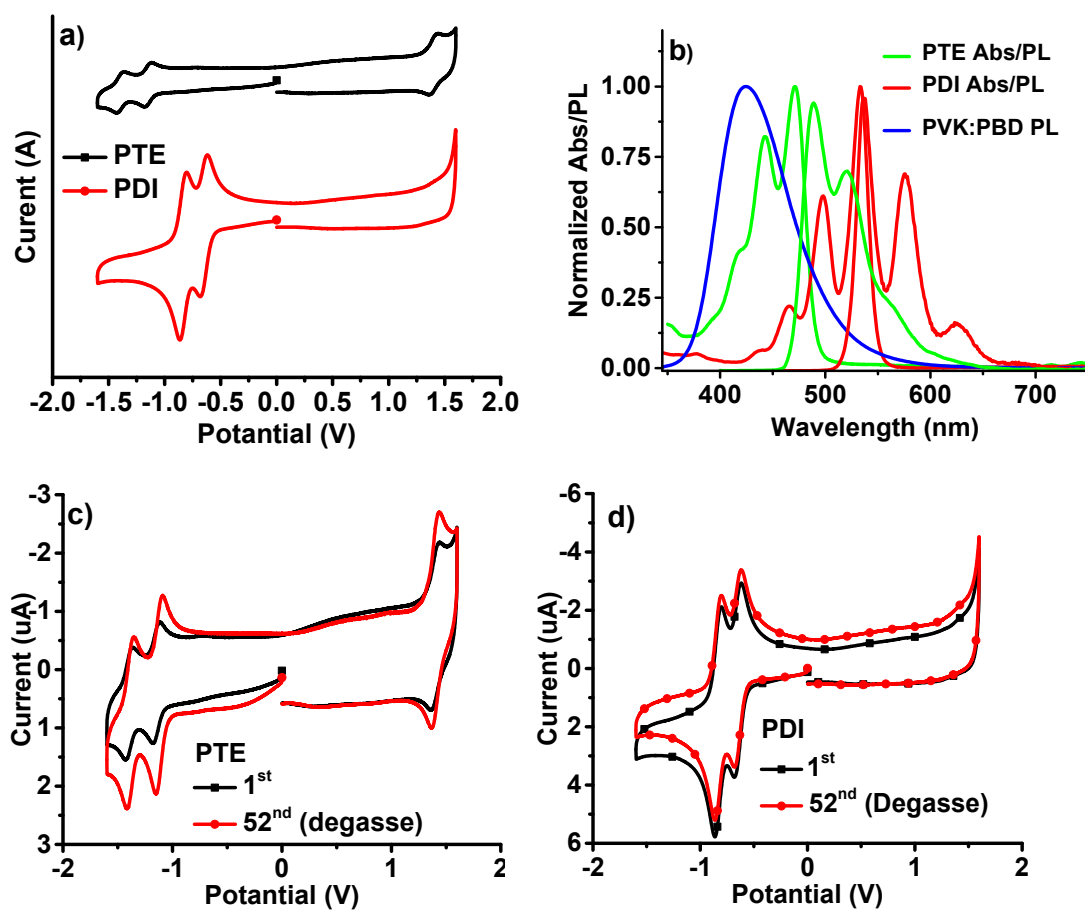 a)
Curent (A)
PTE
PDI
-2.0 -1.5 -1.0 -0.5 0.0 0.5 1.0 1.5 2.0
Potantial (V)
b)
PTE Abs/PL
PDI Abs/PL
PVK:PBD PL
Normalized Abs/PL
1.00
0.75
0.50
0.25
0.00
400 500 600 700
Wavelength (nm)
c)
Current (uA)
-3
-2
-1
0
1
2
3
PTE
1st
52nd (degasse)
-2 -1 0 1 2
Potantial (V)
d)
Current (uA)
-6
-4
-2
0
2
4
6
PDI
1st
52nd (Degasse)
-2 -1 0 1 2
Potantial (V)